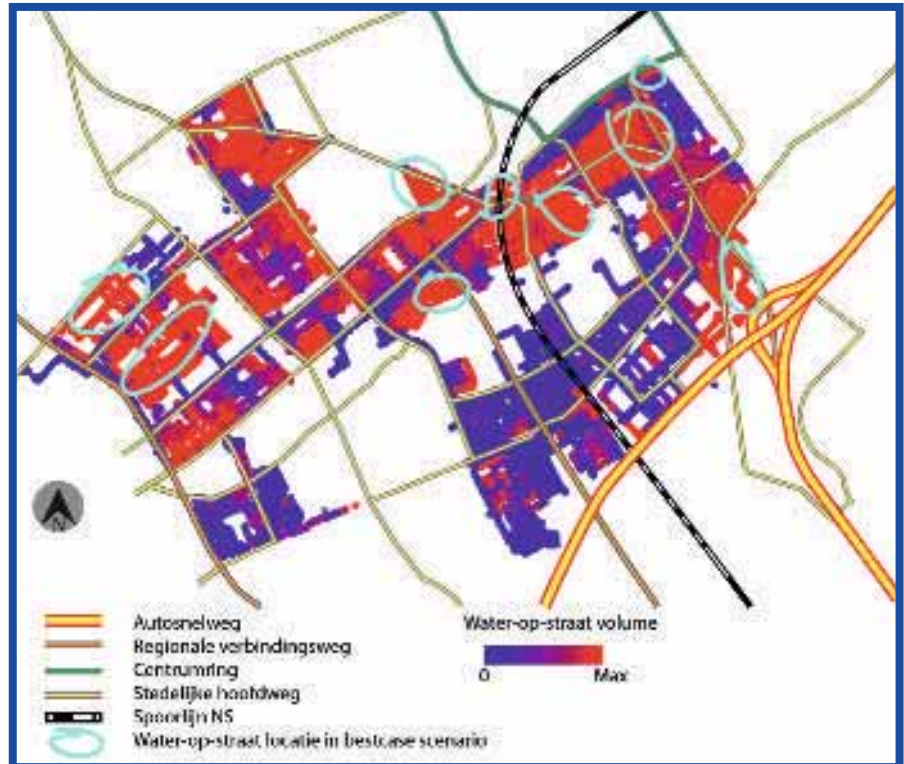 N
Autosnelweg
Regionale verbindingsweg
Centrumring
Stedelijke hoofdweg
Spoorlijn NS
Water-op-straat locatie in bestcase scenario
Water-op-straat volume
0 Max